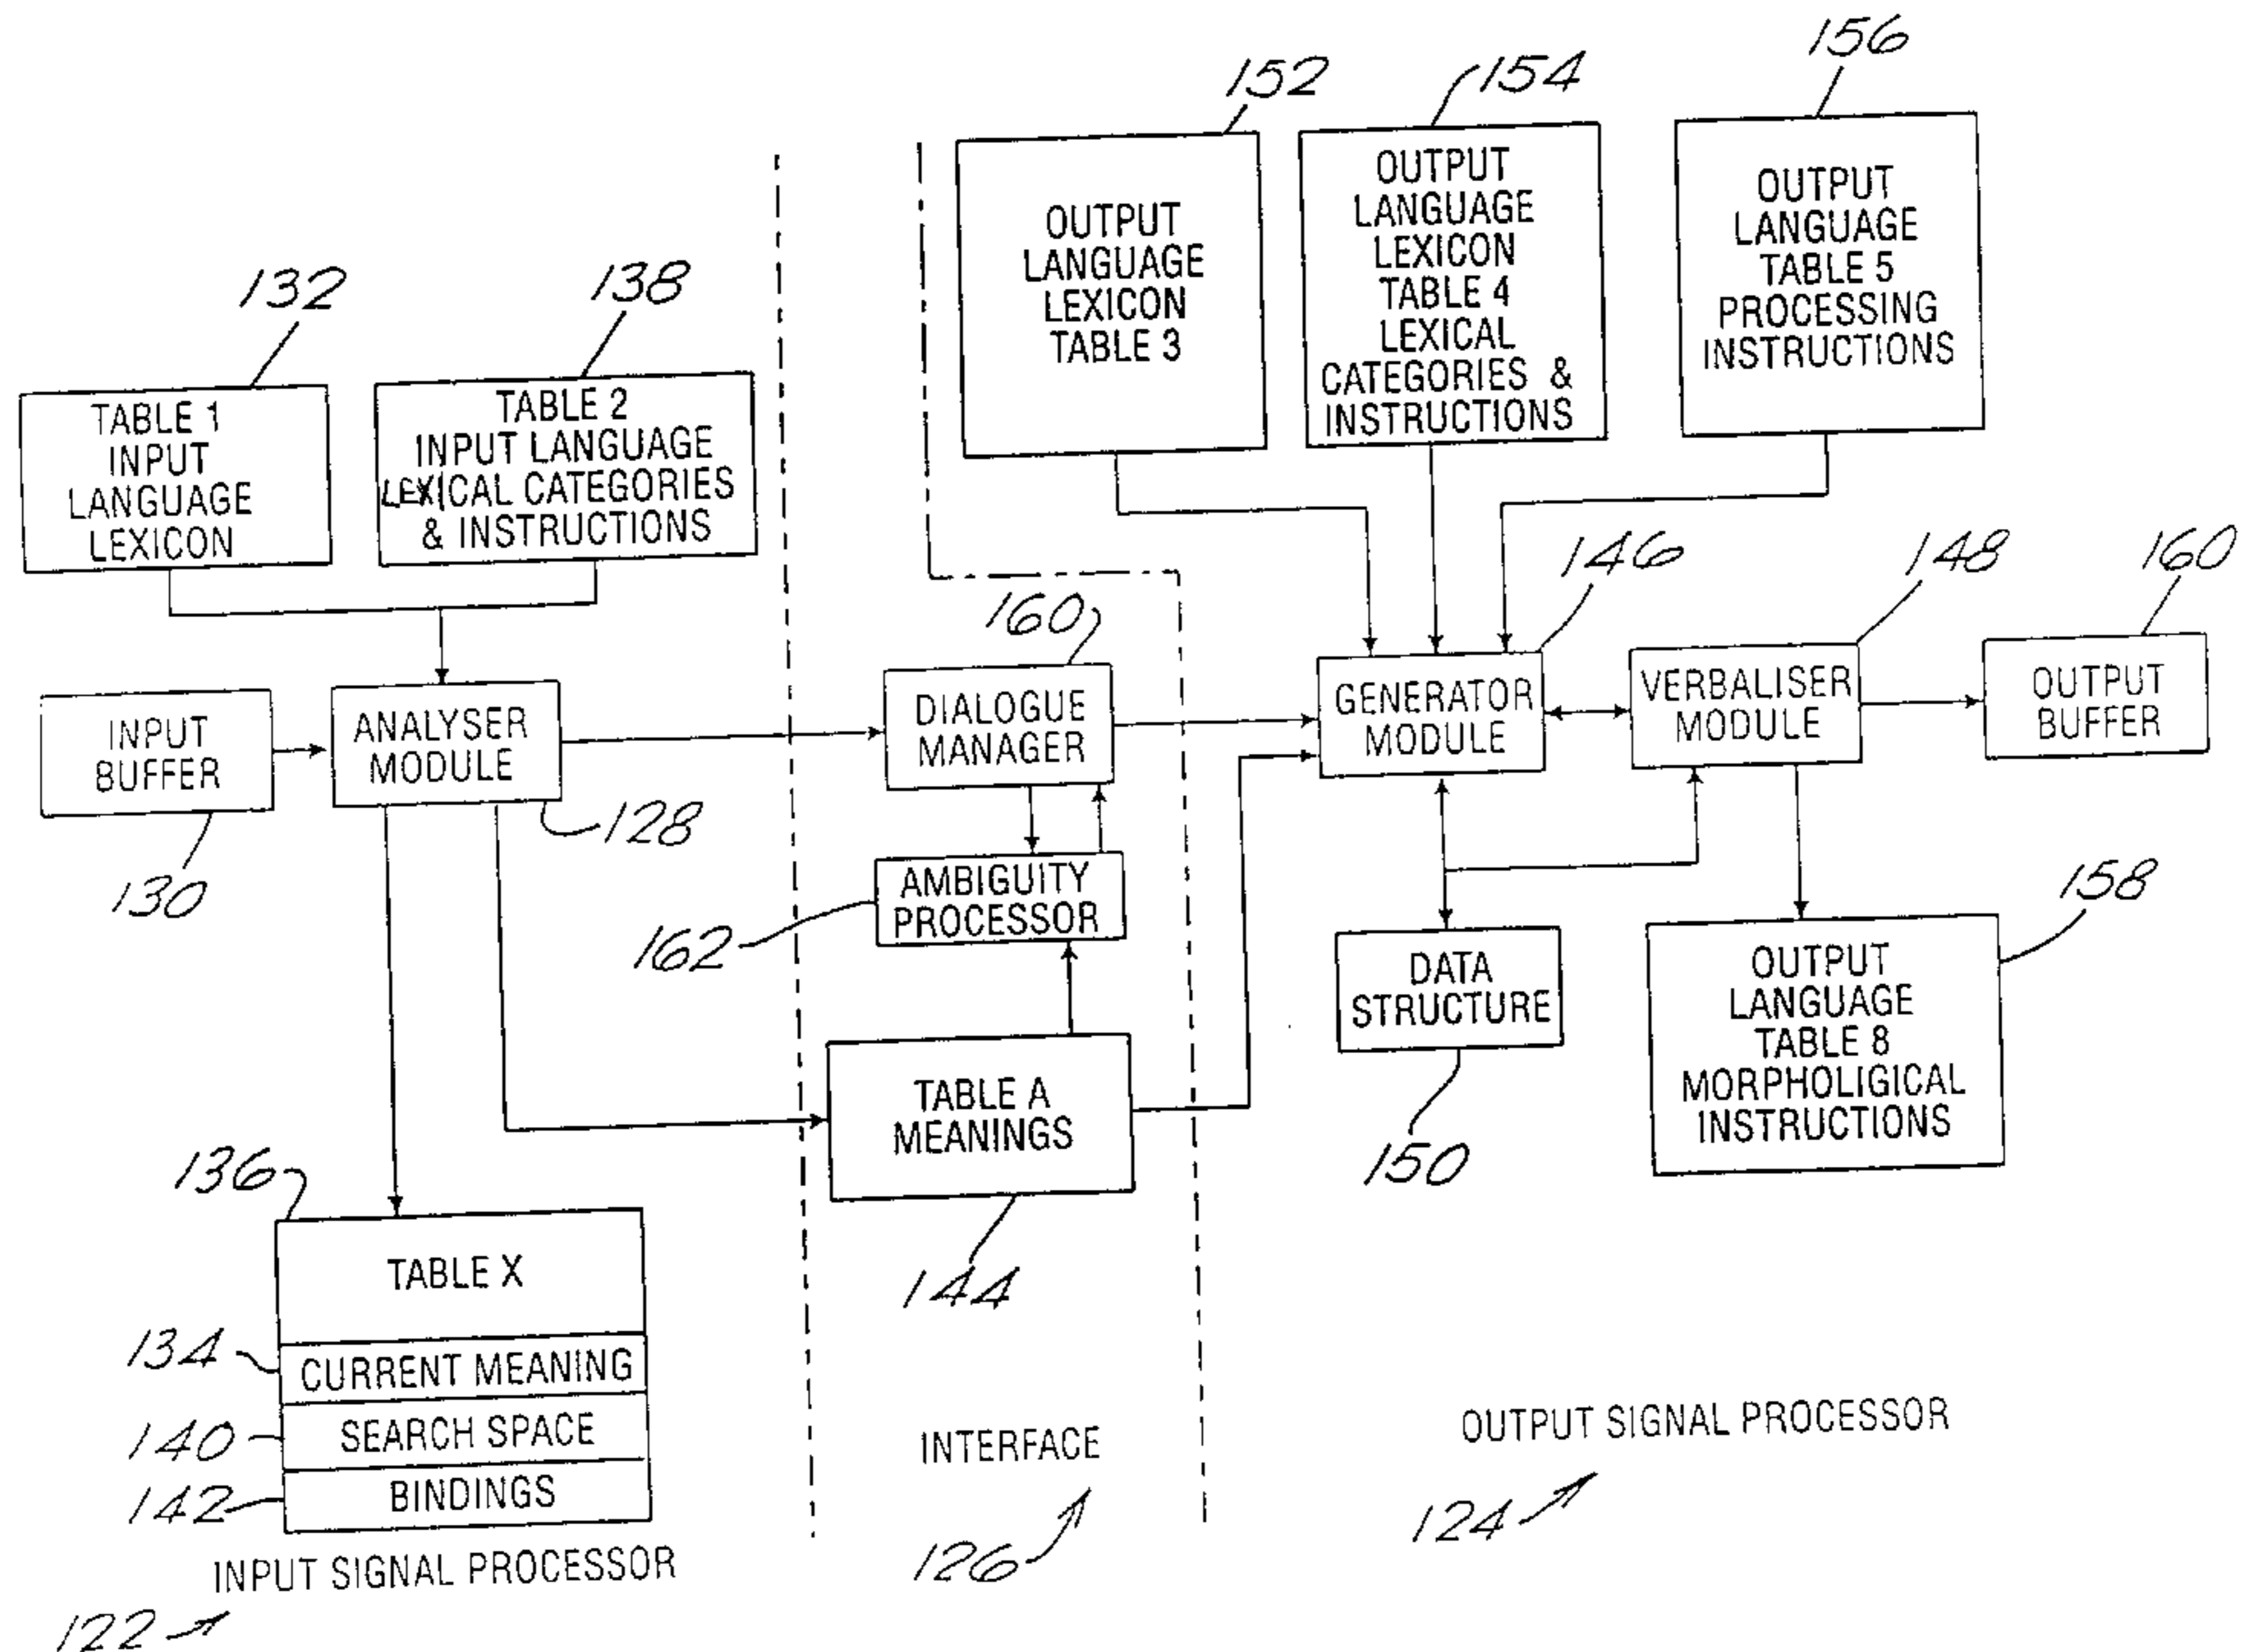 152
154
156
OUTPUT
LANGUAGE
LEXICON
TABLE 3
OUTPUT
LANGUAGE
LEXICON
TABLE 4
LEXICAL
CATEGORIES &
INSTRUCTIONS
OUTPUT
LANGUAGE
TABLE 5
PROCESSING
INSTRUCTIONS
132
138
TABLE 1
INPUT
LANGUAGE
LEXICON
TABLE 2
INPUT LANGUAGE
LEXICAL CATEGORIES
& INSTRUCTIONS
160
146
148
160
INPUT
BUFFER
ANALYSER
MODULE
DIALOGUE
MANAGER
GENERATOR
MODULE
VERBALISER
MODULE
OUTPUT
BUFFER
130
128
162
AMBIGUITY
PROCESSOR
158
DATA
STRUCTURE
150
OUTPUT
LANGUAGE
TABLE 8
MORPHOLIGICAL
INSTRUCTIONS
TABLE A
MEANINGS
144
136
TABLE X
134
CURRENT MEANING
140
SEARCH SPACE
142
BINDINGS
INPUT SIGNAL PROCESSOR
122
INTERFACE
126
OUTPUT SIGNAL PROCESSOR
124